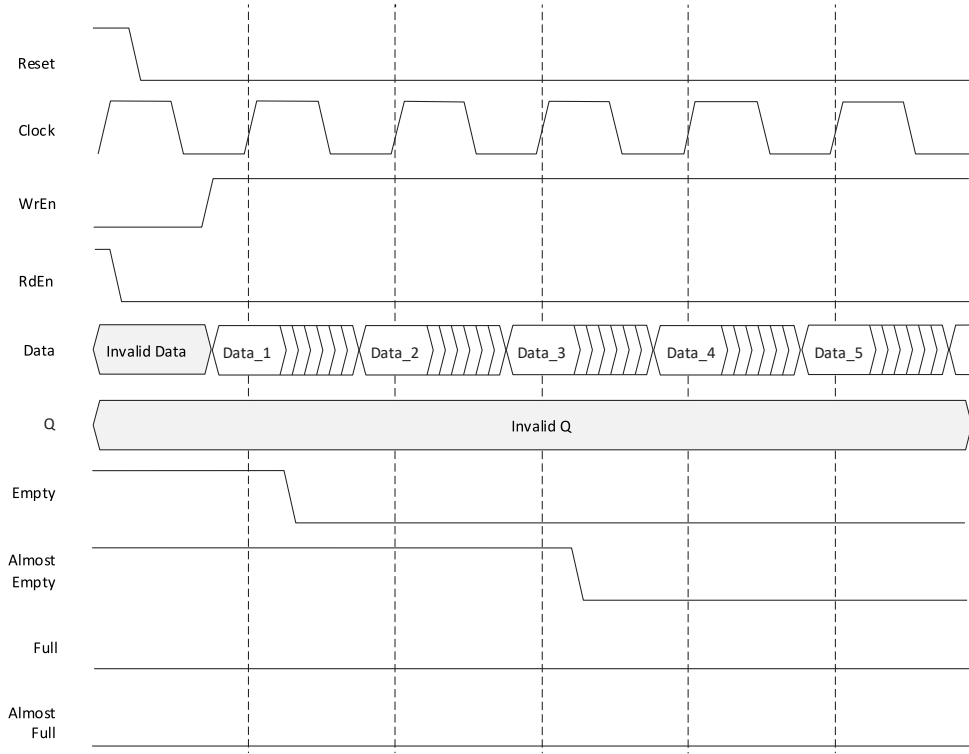 Reset
Clock
WrEn
RdEn
Data
Invalid Data
Data_1
Data_2
Data_3
Data_4
Data_5
Q
Invalid Q
Empty
Almost
Empty
Full
Almost
Full